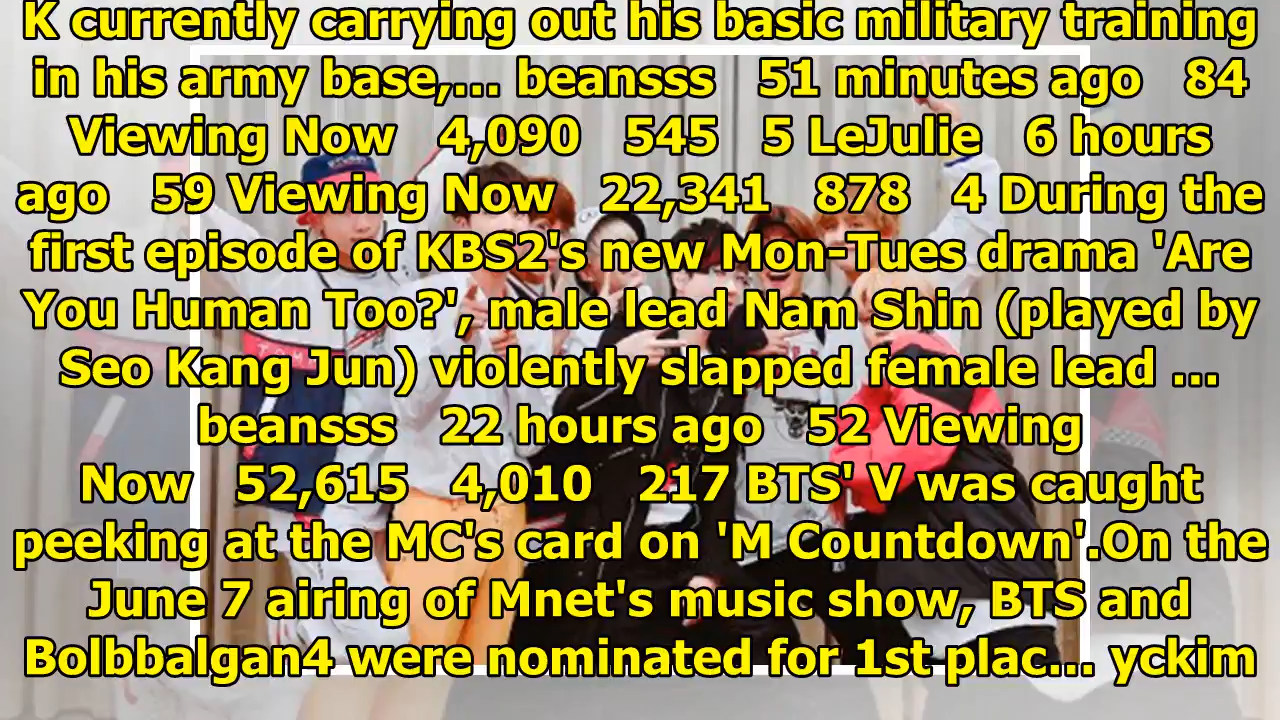 K currently carrying out his basic military training
in his army base,... beansss 51 minutes ago 84
Viewing Now 4,090 545 5 LeJulie 6 hours
ago 59 Viewing Now 22,341 878 4 During the
first episode of KBS2's new Mon-Tues drama 'Are
You Human Too?', male lead Nam Shin (played by
Seo Kang Jun) violently slapped female lead ...
beansss 22 hours ago 52 Viewing
Now 52,615 4,010 217 BTS' V was caught
peeking at the MC's card on 'M Countdown'.On the
June 7 airing of Mnet's music show, BTS and
Bolbbalgan4 were nominated for 1st plac... yckim